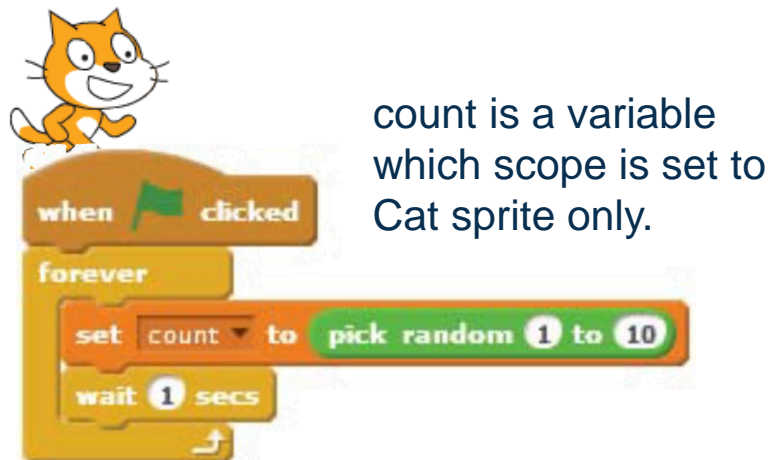 count is a variable
which scope is set to
Cat sprite only.
when clicked
forever
set count to pick random 1 to 10
wait 1 secs